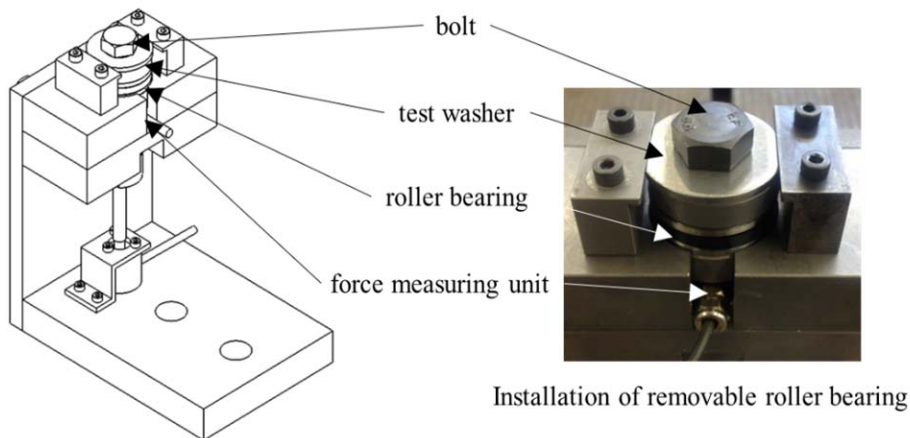 bolt
test washer
roller bearing
force measuring unit
Installation of removable roller bearing